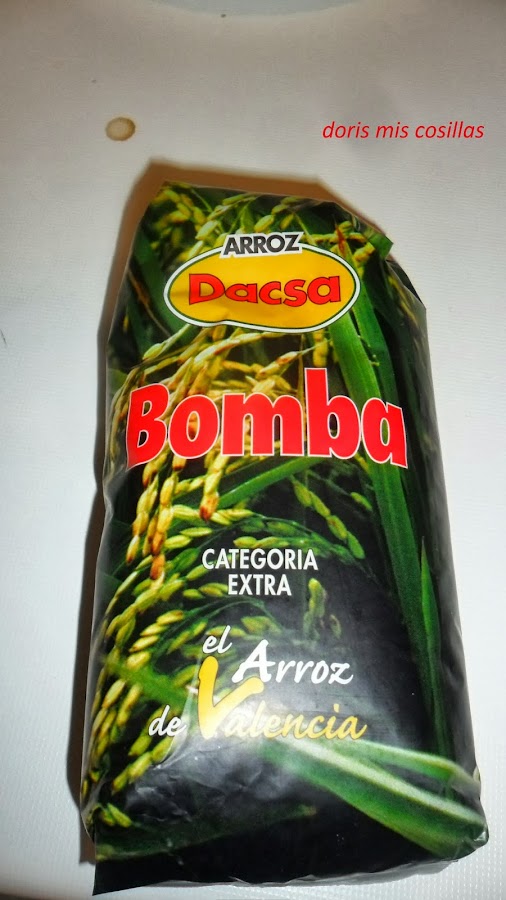 doris mis cosillas
ARROZ
Dacsa
Bomba
CATEGORIA
EXTRA
el Arroz
de Valencia